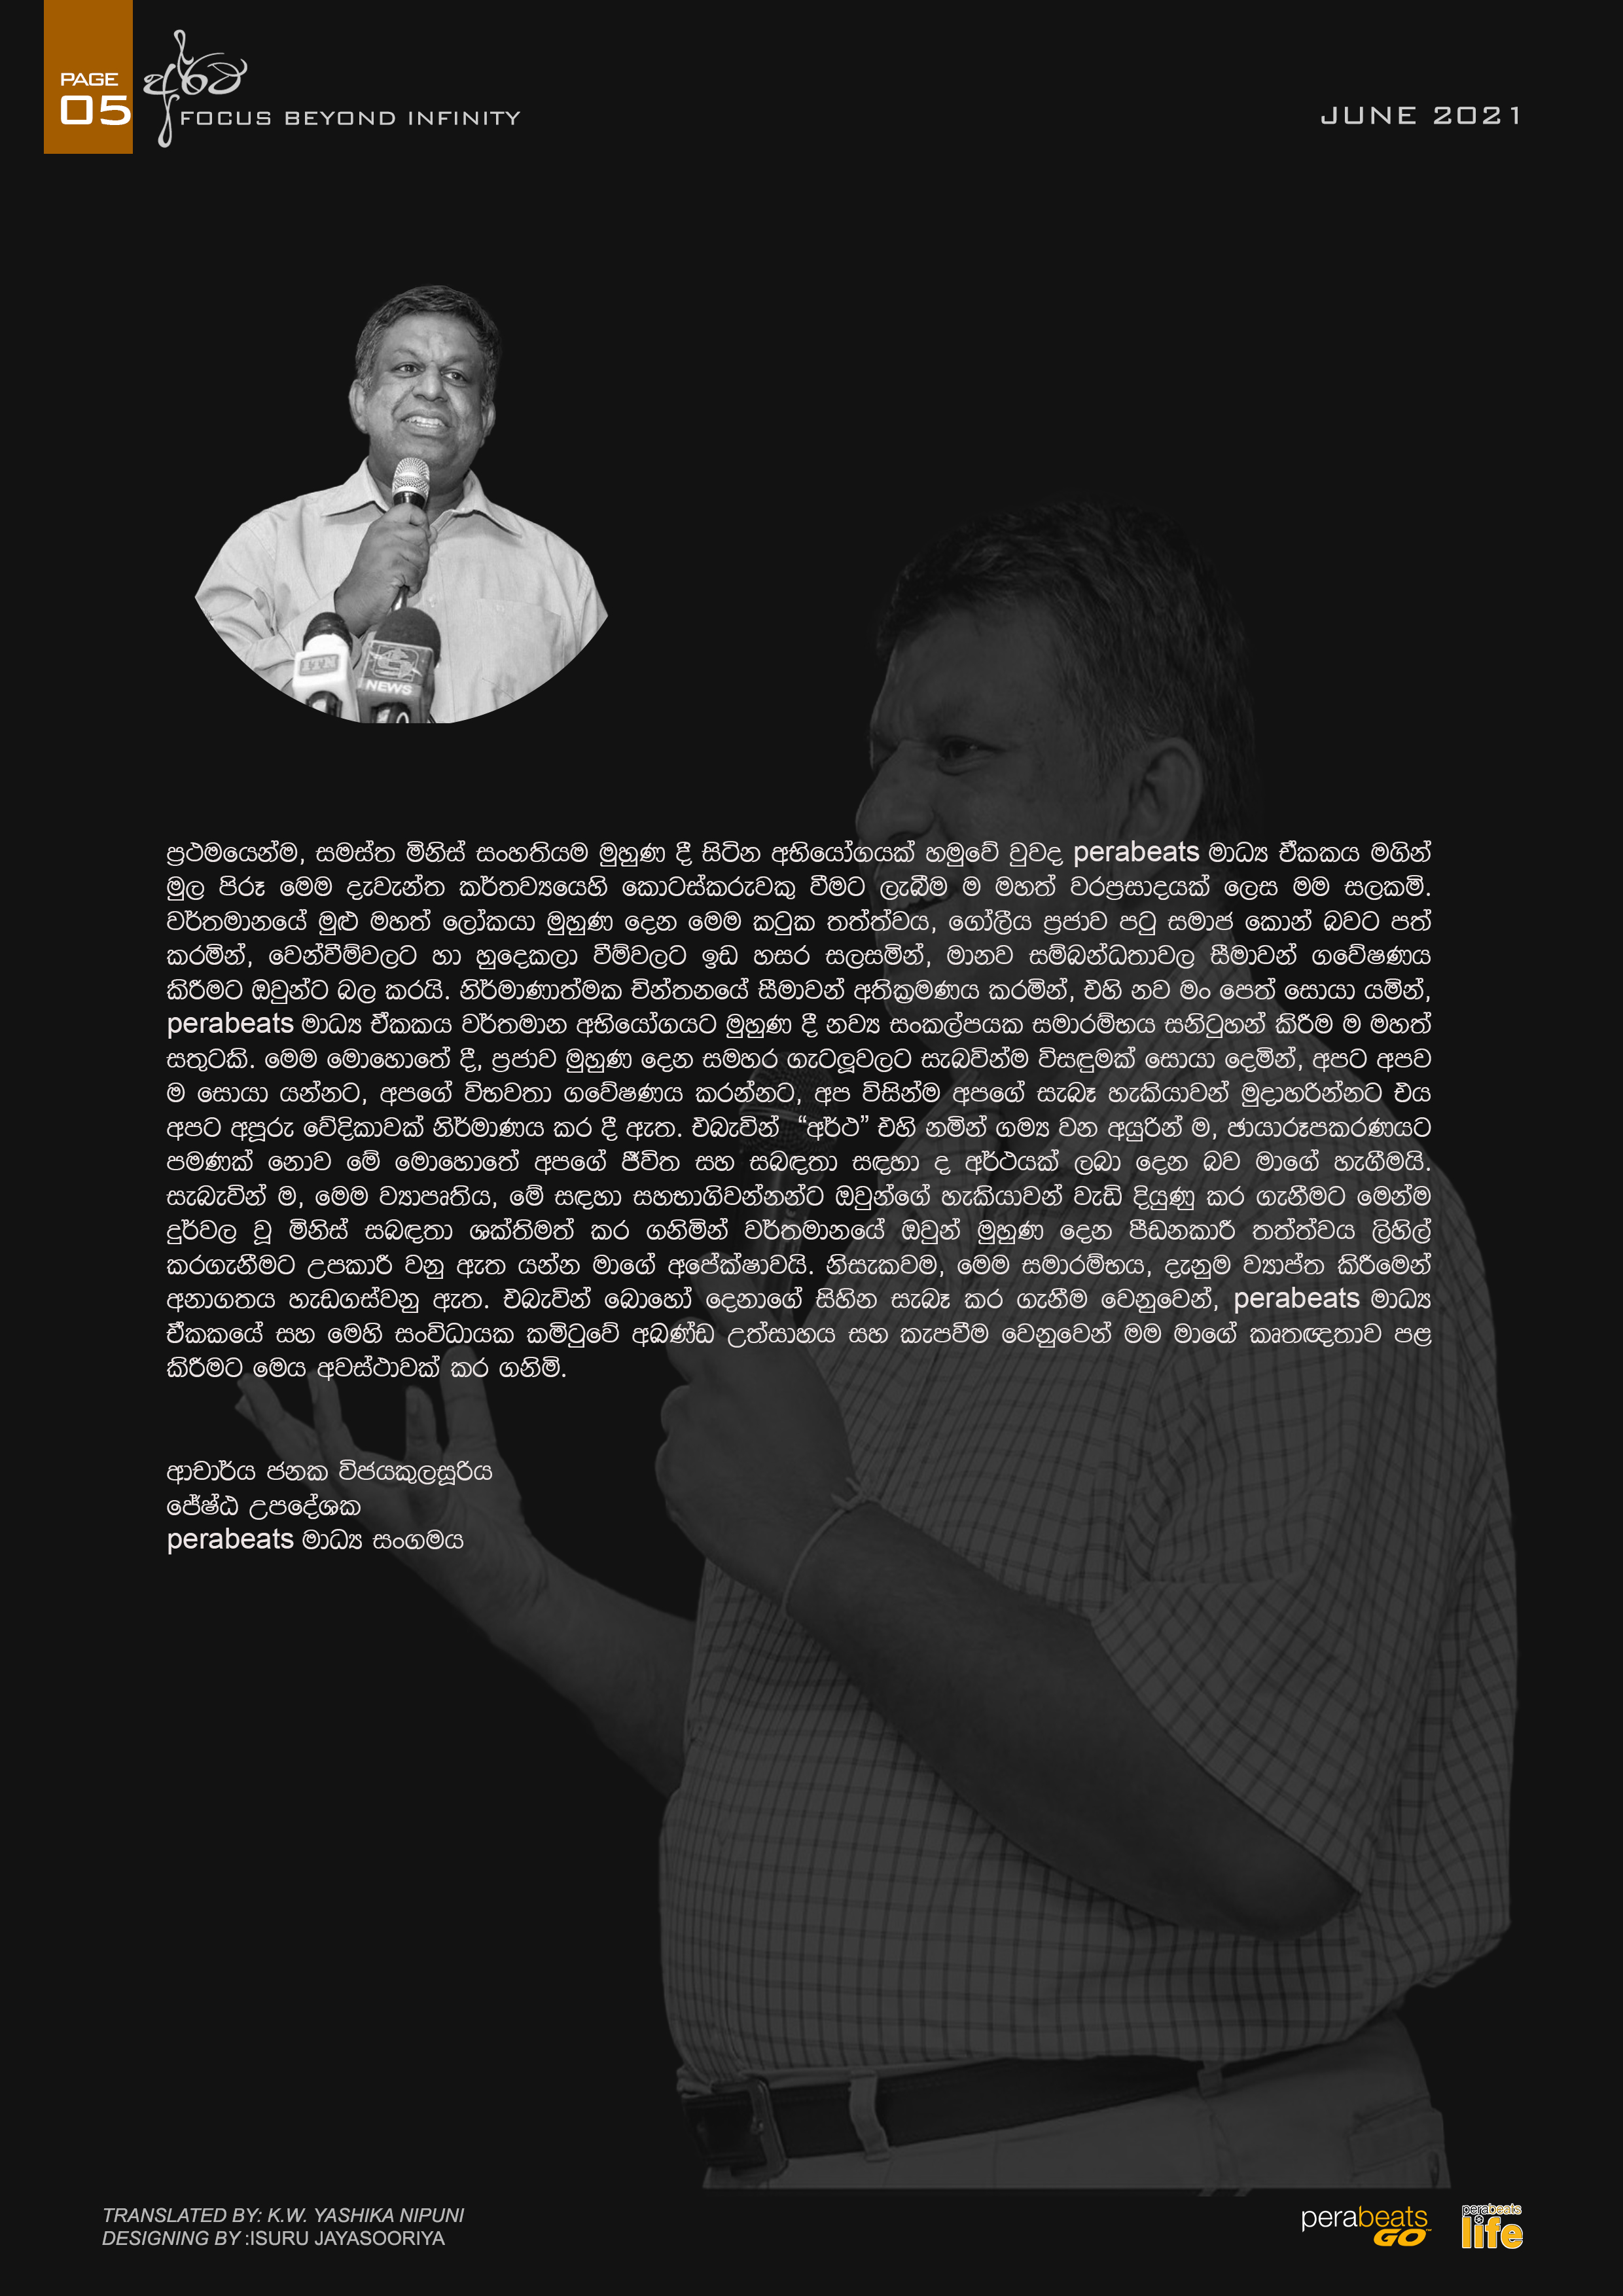 PAGE
05
අර්ථ
FOCUS BEYOND INFINITY
JUNE 2021
ITN
NEWS
ප්‍රථමයෙන්ම, සමස්ත මිනිස් සංහතියම මුහුණ දී සිටින අභියෝගයක් හමුවේ වුවද perabeats මාධ්‍ය ඒකකය මගින්
මුල පිරූ මෙම දැවැන්ත කර්තව්‍යයෙහි කොටස්කරුවකු වීමට ලැබීම ම මහත් වරප්‍රසාදයක් ලෙස මම සලකමි.
වර්තමානයේ මුළු මහත් ලෝකයා මුහුණ දෙන මෙම කටුක තත්ත්වය, ගෝලීය ප්‍රජාව පටු සමාජ කොන් බවට පත්
කරමින්, වෙන්වීම්වලට හා හුදෙකලා වීම්වලට ඉඩ හසර සලසමින්, මානව සම්බන්ධතාවල සීමාවන් ගවේෂණය
කිරීමට ඔවුන්ට බල කරයි. නිර්මාණාත්මක චින්තනයේ සීමාවන් අතික්‍රමණය කරමින්, එහි නව මං පෙත් සොයා යමින්,
perabeats මාධ්‍ය ඒකකය වර්තමාන අභියෝගයට මුහුණ දී නව්‍ය සංකල්පයක සමාරම්භය සනිටුහන් කිරීම ම මහත්
සතුටකි. මෙම මොහොතේ දී, ප්‍රජාව මුහුණ දෙන සමහර ගැටලූවලට සැබවින්ම විසඳුමක් සොයා දෙමින්, අපට අපව
ම සොයා යන්නට, අපගේ විභවතා ගවේෂණය කරන්නට, අප විසින්ම අපගේ සැබෑ හැකියාවන් මුදාහරින්නට එය
අපට අපූරු වේදිකාවක් නිර්මාණය කර දී ඇත. එබැවින් “අර්ථ” එහි නමින් ගම්‍ය වන අයුරින් ම, ඡායාරූපකරණයට
පමණක් නොව මේ මොහොතේ අපගේ ජීවිත සහ සබඳතා සඳහා ද අර්ථයක් ලබා දෙන බව මාගේ හැගීමයි.
සැබැවින් ම, මෙම ව්‍යාපෘතිය, මේ සඳහා සහභාගිවන්නන්ට ඔවුන්ගේ හැකියාවන් වැඩි දියුණු කර ගැනීමට මෙන්ම
දුර්වල වූ මිනිස් සබඳතා ශක්තිමත් කර ගනිමින් වර්තමානයේ ඔවුන් මුහුණ දෙන පීඩනකාරී තත්ත්වය ලිහිල්
කරගැනීමට උපකාරී වනු ඇත යන්න මාගේ අපේක්ෂාවයි. නිසැකවම, මෙම සමාරම්භය, දැනුම ව්‍යාප්ත කිරීමෙන්
අනාගතය හැඩගස්වනු ඇත. එබැවින් බොහෝ දෙනාගේ සිහින සැබෑ කර ගැනීම වෙනුවෙන්, perabeats මාධ්‍ය
ඒකකයේ සහ මෙහි සංවිධායක කමිටුවේ අඛණ්ඩ උත්සාහය සහ කැපවීම වෙනුවෙන් මම මාගේ කෘතඥතාව පළ
කිරීමට මෙය අවස්ථාවක් කර ගනිමි.
ආචාර්ය ජනක විජයකුලසූරිය
ජේෂ්ඨ උපදේශක
perabeats මාධ්‍ය සංගමය
TRANSLATED BY: K.W. YASHIKA NIPUNI
DESIGNING BY :ISURU JAYASOORIYA
perabeats
GO
perabeats
life